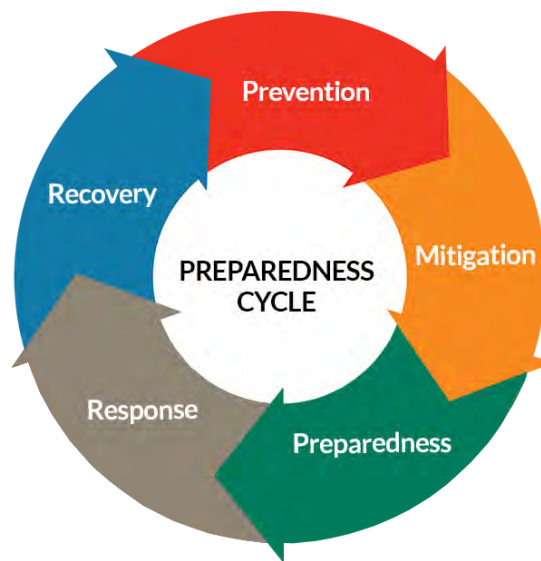 Prevention
Mitigation
Preparedness
Response
Recovery
PREPAREDNESS
CYCLE